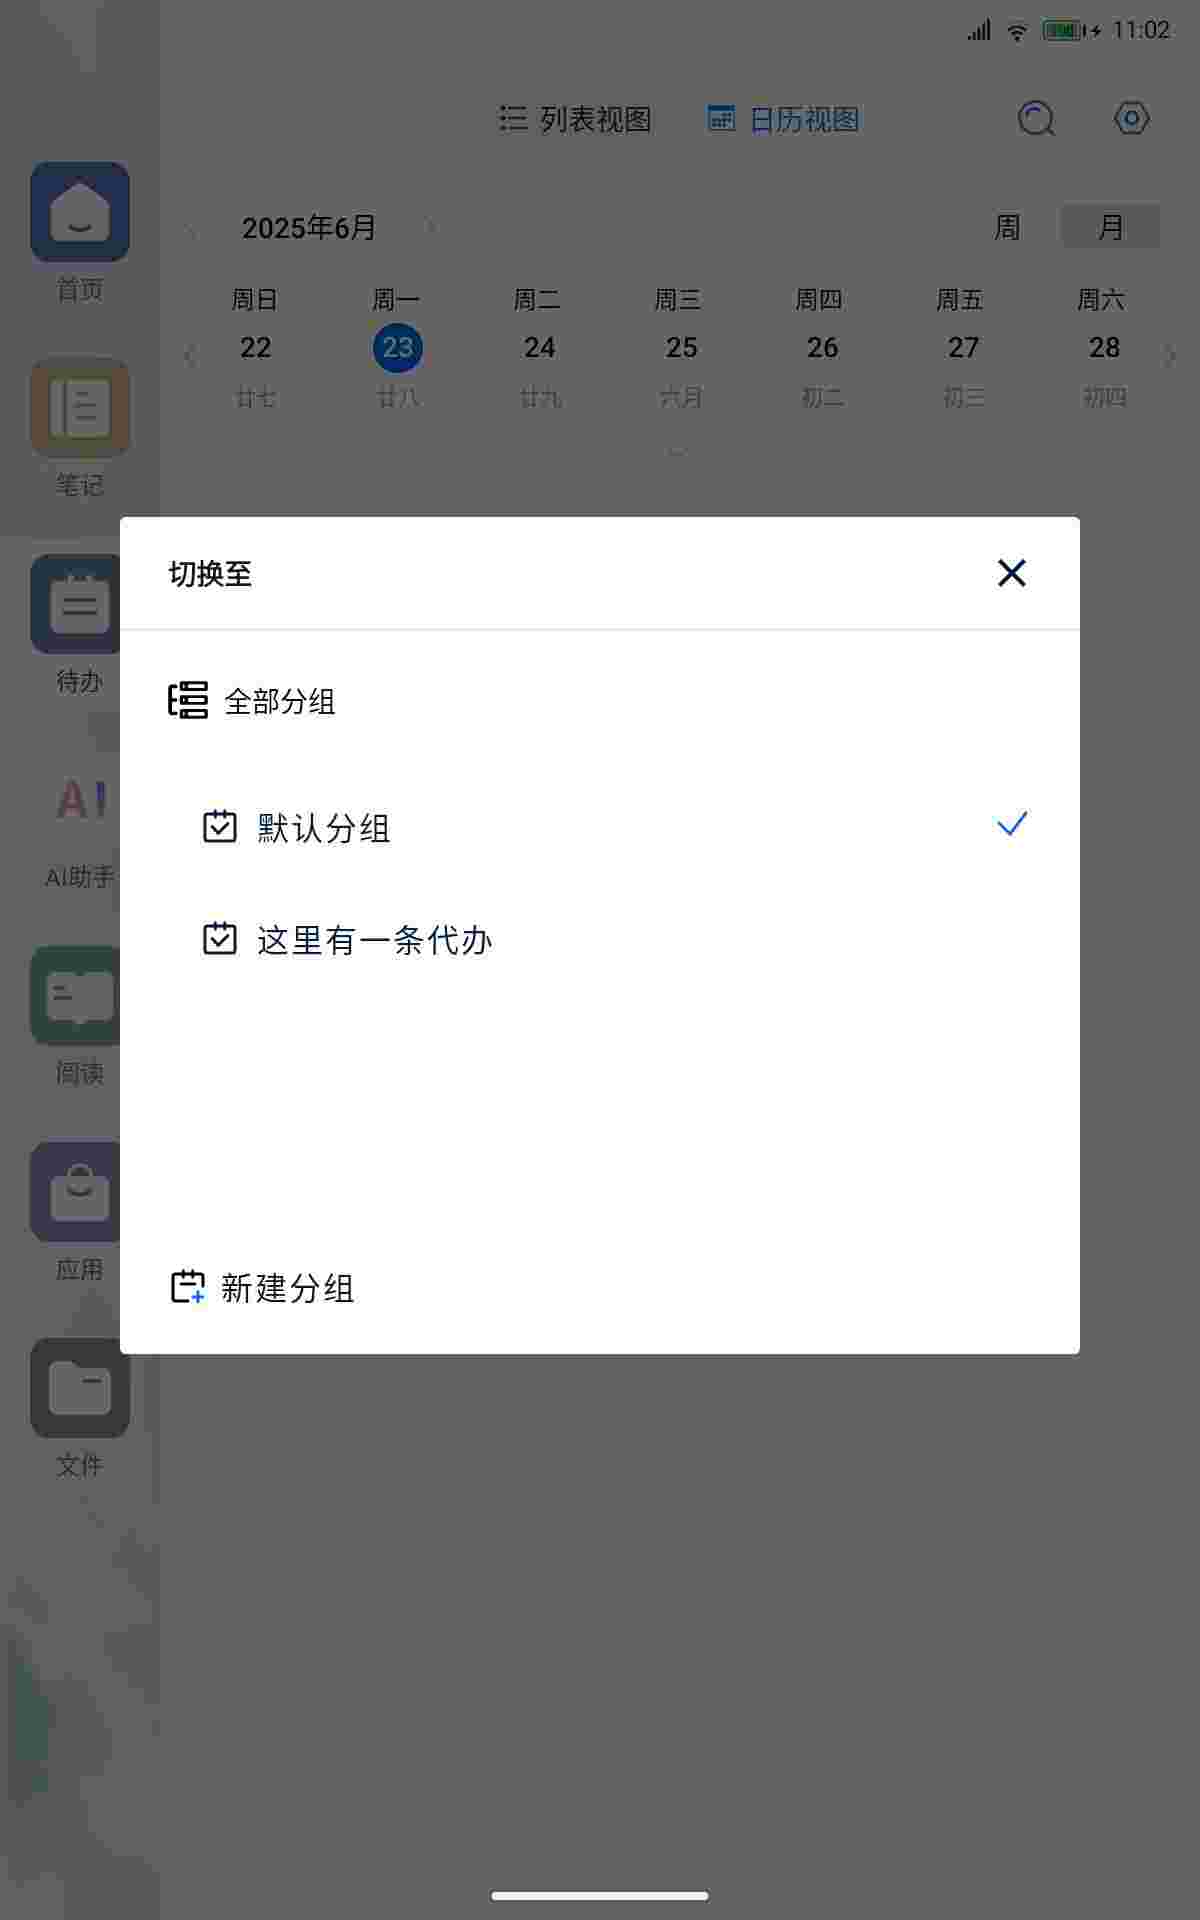 11:02
列表视图 日历视图
2025年6月 周 月
周日 周一 周二 周三 周四 周五 周六
22 23 24 25 26 27 28
廿七 廿八 廿九 六月 初二 初三 初四
首页
笔记
待办
AI
AI助手
阅读
应用
文件
切换至
全部分组
默认分组
这里有一条代办
新建分组